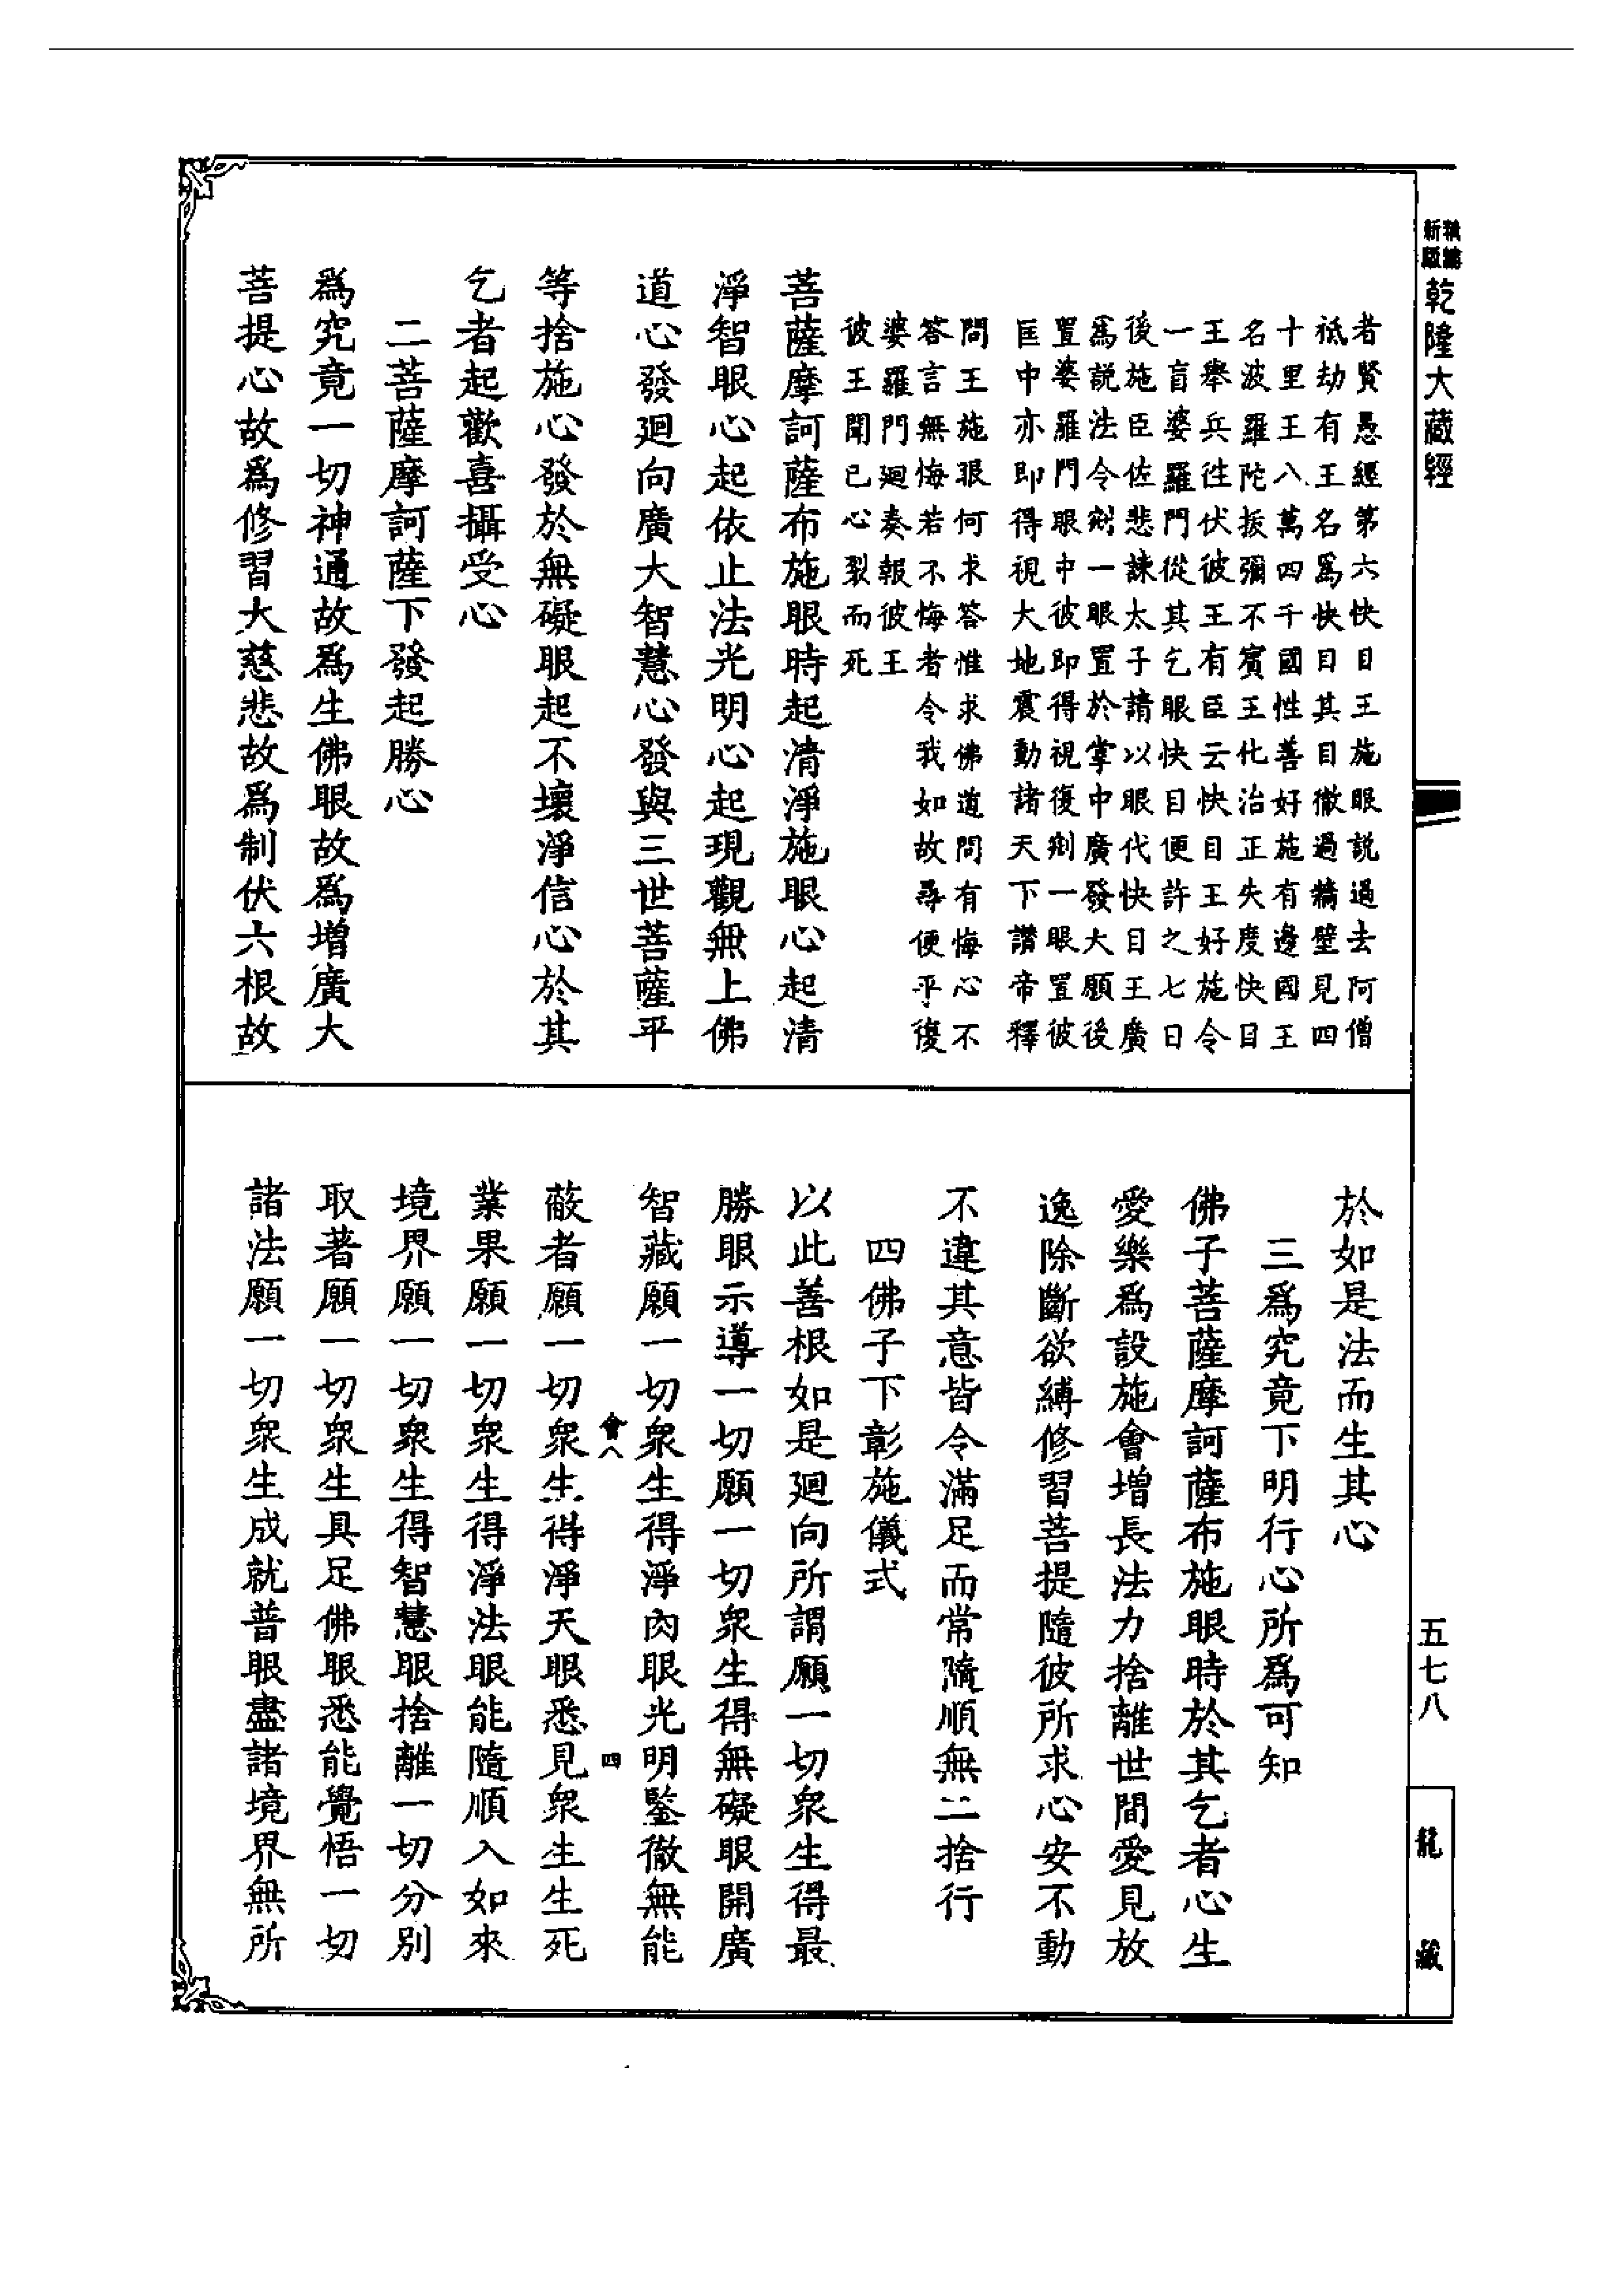 新編
縮版
乾隆大藏經
五七八
龍藏
者賢愚經第六快目王施眼說過去阿僧
祇劫有王名爲快目其目徹過牆壁見四
十里王八萬四千國性善好施有邊國王
名波羅陀拔彌不賓王化治正失度快目
王舉兵往伏彼王有臣云快目王好施令
一盲婆羅門從其乞眼快目便許之七日
後施臣佐悲諫太子請以眼代快目王廣
爲說法令剜一眼置於掌中廣發大願後
置婆羅門眼中彼即得視復剜一眼置彼
匡中亦即得視大地震動諸天下讚帝釋
問王施眼何求答惟求佛道問有悔心不
答言無悔若不悔者令我如故尋便平復
婆羅門廻奏報彼王
彼王聞已心裂而死
菩薩摩訶薩布施眼時起清淨施眼心起清
淨智眼心起依止法光明心起現觀無上佛
道心發廻向廣大智慧心發與三世菩薩平
等捨施心發於無礙眼起不壞淨信心於其
乞者起歡喜攝受心
二菩薩摩訶薩下發起勝心
爲究竟一切神通故爲生佛眼故爲增廣大
菩提心故爲修習大慈悲故爲制伏六根故
於如是法而生其心
三爲究竟下明行心所爲可知
佛子菩薩摩訶薩布施眼時於其乞者心生
愛樂爲設施會增長法力捨離世間愛見放
逸除斷欲縛修習菩提隨彼所求心安不動
不違其意皆令滿足而常隨順無二捨行
四佛子下彰施儀式
以此善根如是廻向所謂願一切衆生得最
勝眼示導一切願一切衆生得無礙眼開廣
智藏願一切衆生得淨肉眼光明鑒徹無能
會八
四
蔽者願一切衆生得淨天眼悉見衆生生死
業果願一切衆生得淨法眼能隨順入如來
境界願一切衆生得智慧眼捨離一切分別
取著願一切衆生具足佛眼悉能覺悟一切
諸法願一切衆生成就普眼盡諸境界無所